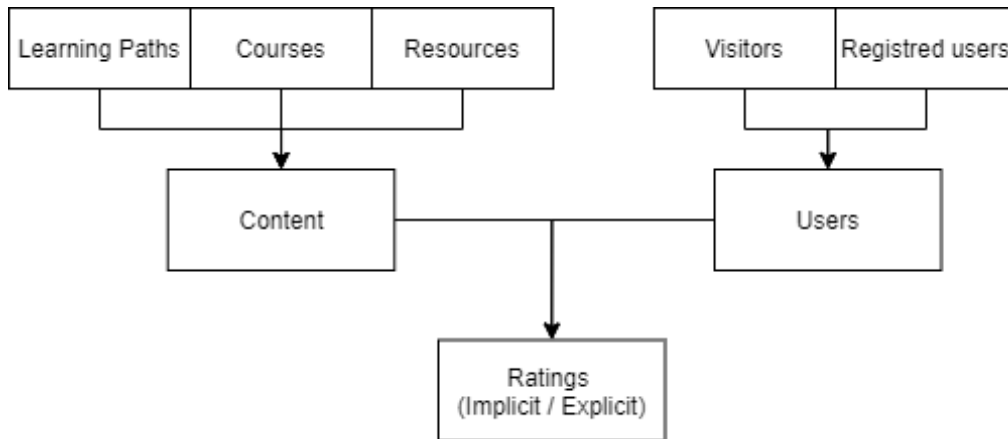 Learning Paths
Courses
Resources
Visitors
Registred users
Content
Users
Ratings
(Implicit / Explicit)